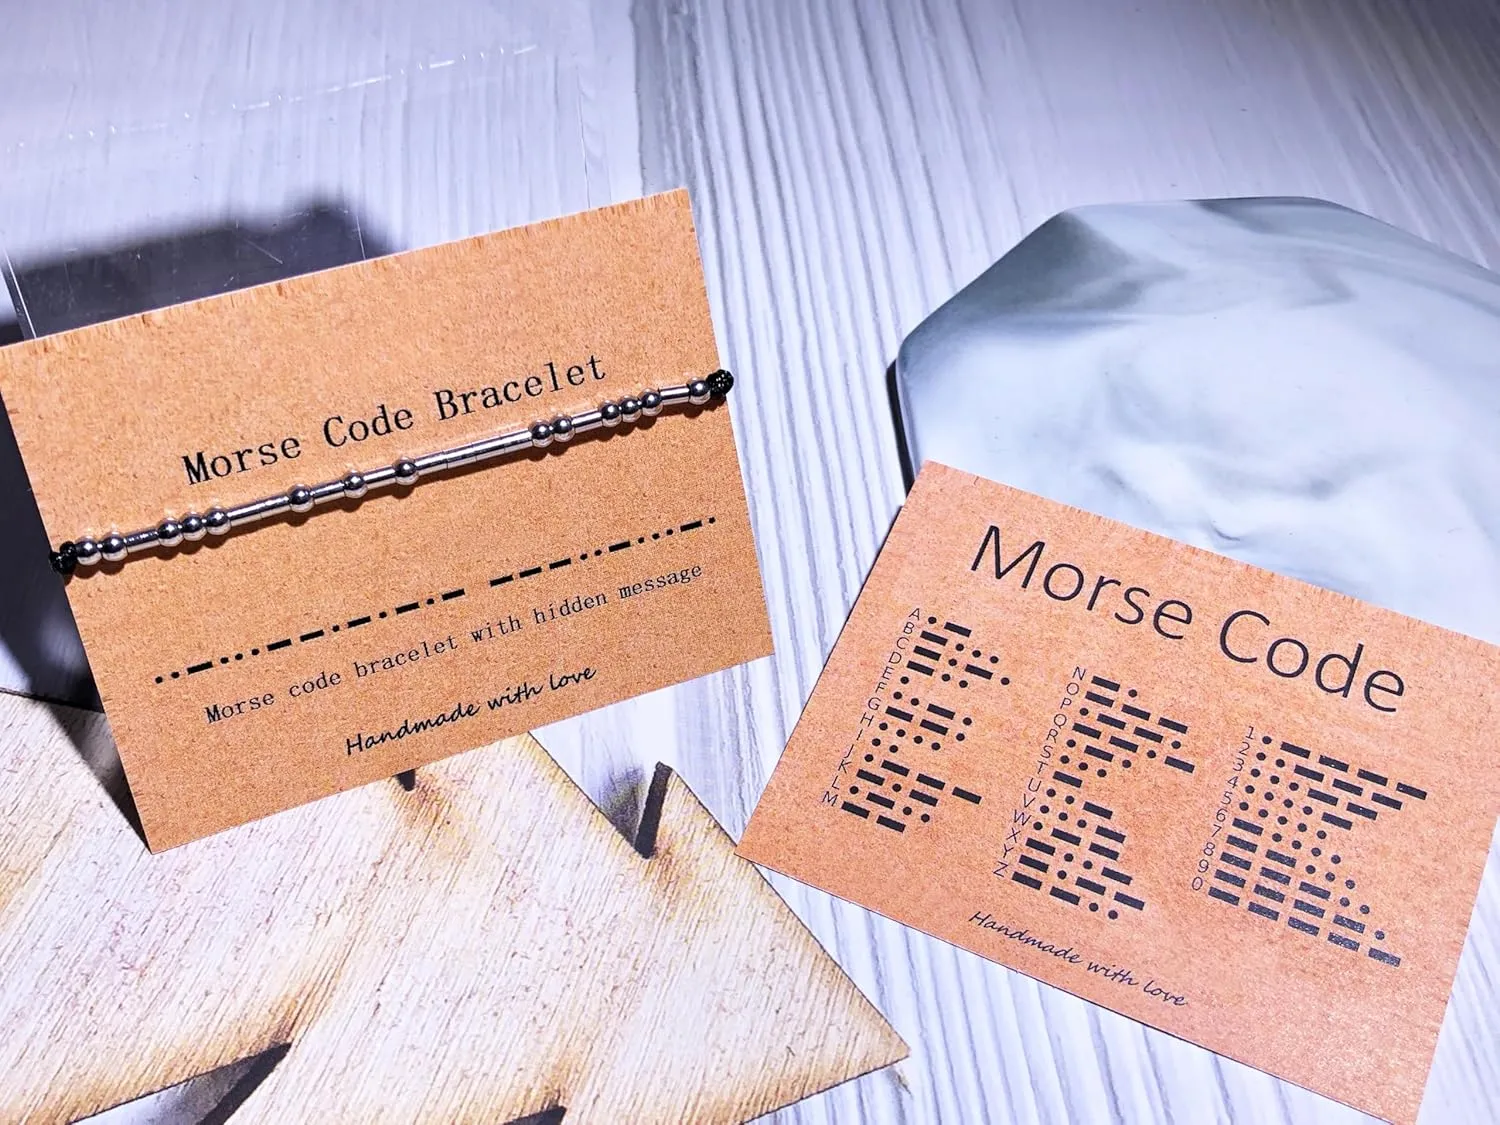 Morse Code Bracelet
Morse code bracelet with hidden message
Handmade with love
Morse Code
A
B
C
D
E
F
G
H
I
J
K
L
M
N
O
P
Q
R
S
T
U
V
W
X
Y
Z
1
2
3
4
5
6
7
8
9
0
Handmade with love